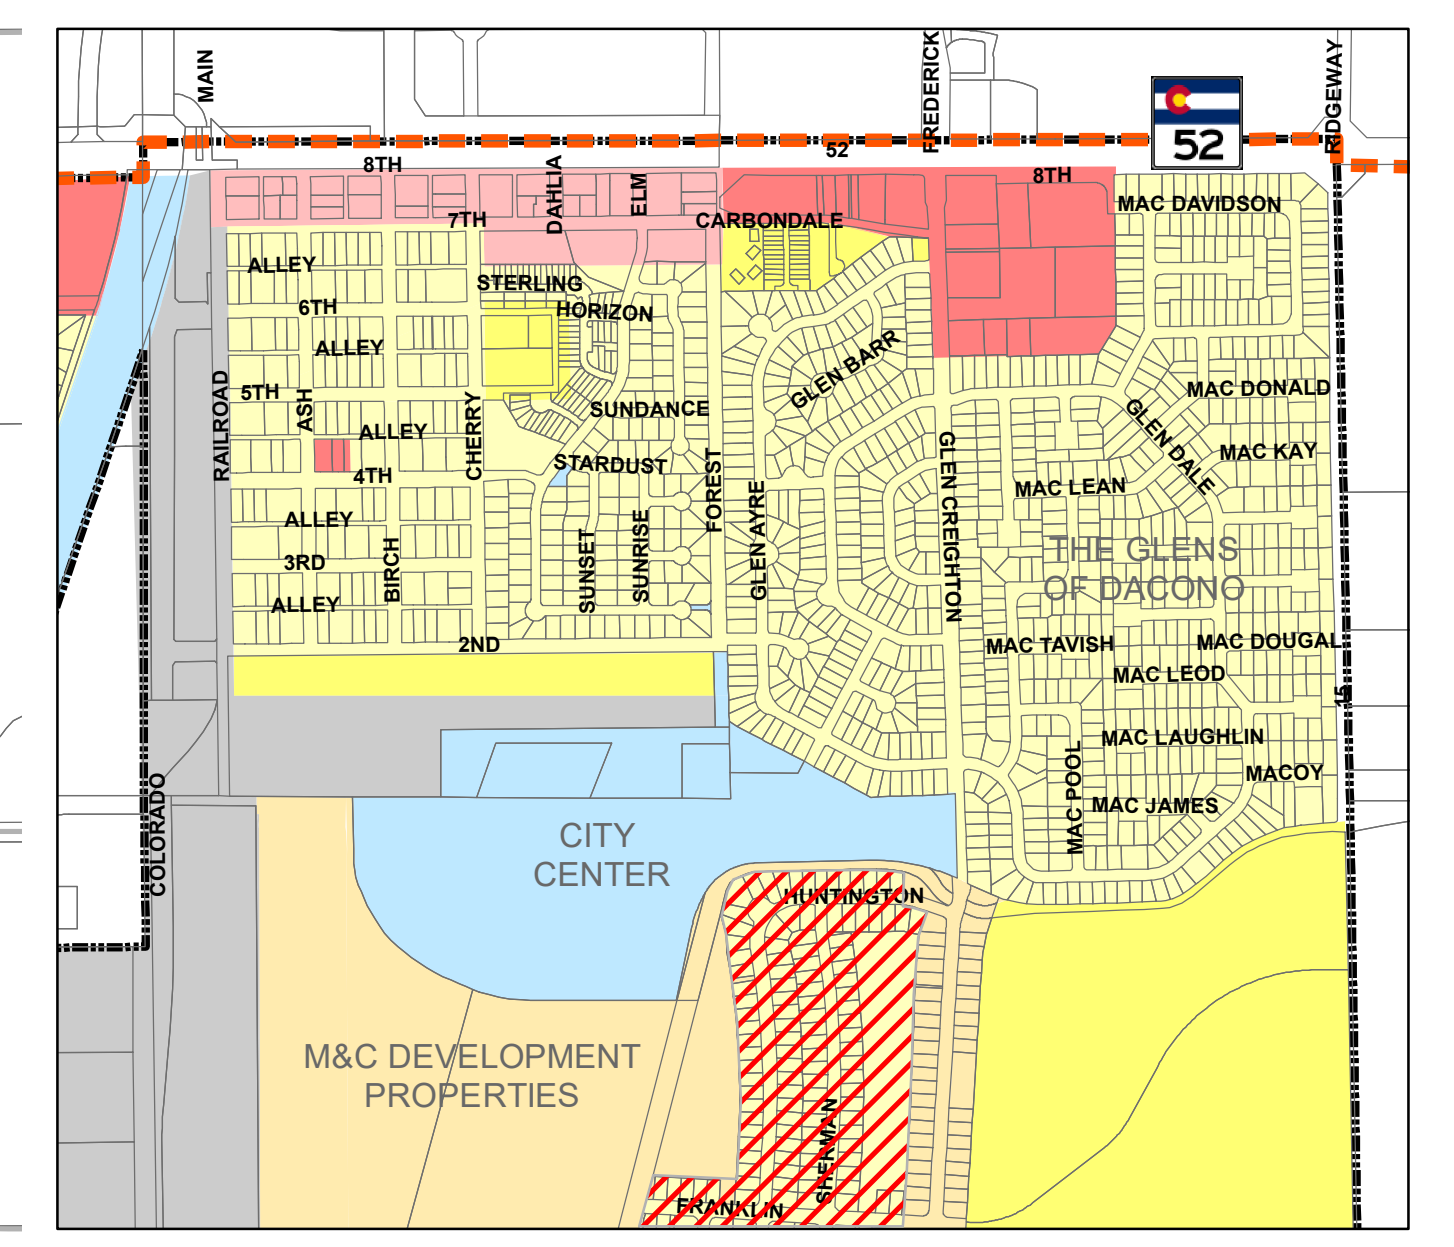 MAIN
FREDERICK
RIDGEWAY
52
52
8TH
8TH
DAHLIA
ELM
MAC DAVIDSON
7TH
CARBONDALE
ALLEY
STERLING
6TH
HORIZON
ALLEY
GLEN BARR
5TH
RAILROAD
ASH
CHERRY
SUNDANCE
MAC DONALD
ALLEY
GLEN DALE
MAC KAY
4TH
STARDUST
FOREST
GLEN AYRE
GLEN CREIGHTON
MAC LEAN
ALLEY
THE GLENS
OF DACONO
3RD
BIRCH
SUNSET
SUNRISE
ALLEY
2ND
MAC TAVISH
MAC DOUGAL
MAC LEOD
15
MAC LAUGHLIN
MAC POOL
MACOY
MAC JAMES
COLORADO
CITY
CENTER
HUNTINGTON
M&C DEVELOPMENT
PROPERTIES
SHERMAN
FRANKLIN